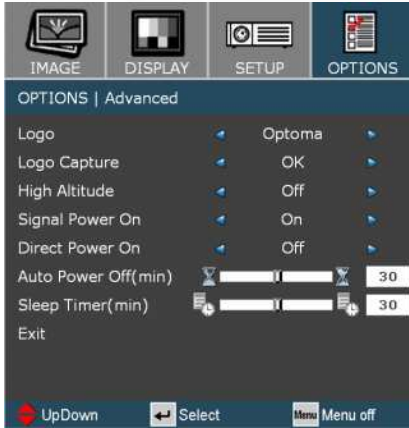 IMAGE DISPLAY SETUP OPTIONS
OPTIONS | Advanced
Logo Optoma
Logo Capture OK
High Altitude Off
Signal Power On On
Direct Power On Off
Auto Power Off(min) 30
Sleep Timer(min) 30
Exit
UpDown Select Menu Menu off